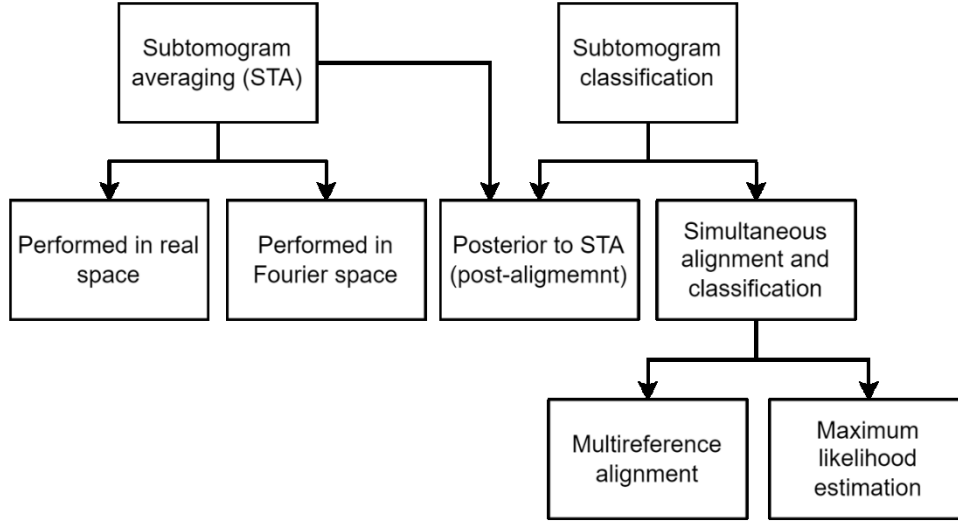 Subtomogram
averaging (STA)
Subtomogram
classification
Performed in real
space
Performed in
Fourier space
Posterior to STA
(post-aligmemnt)
Simultaneous
alignment and
classification
Multireference
alignment
Maximum
likelihood
estimation